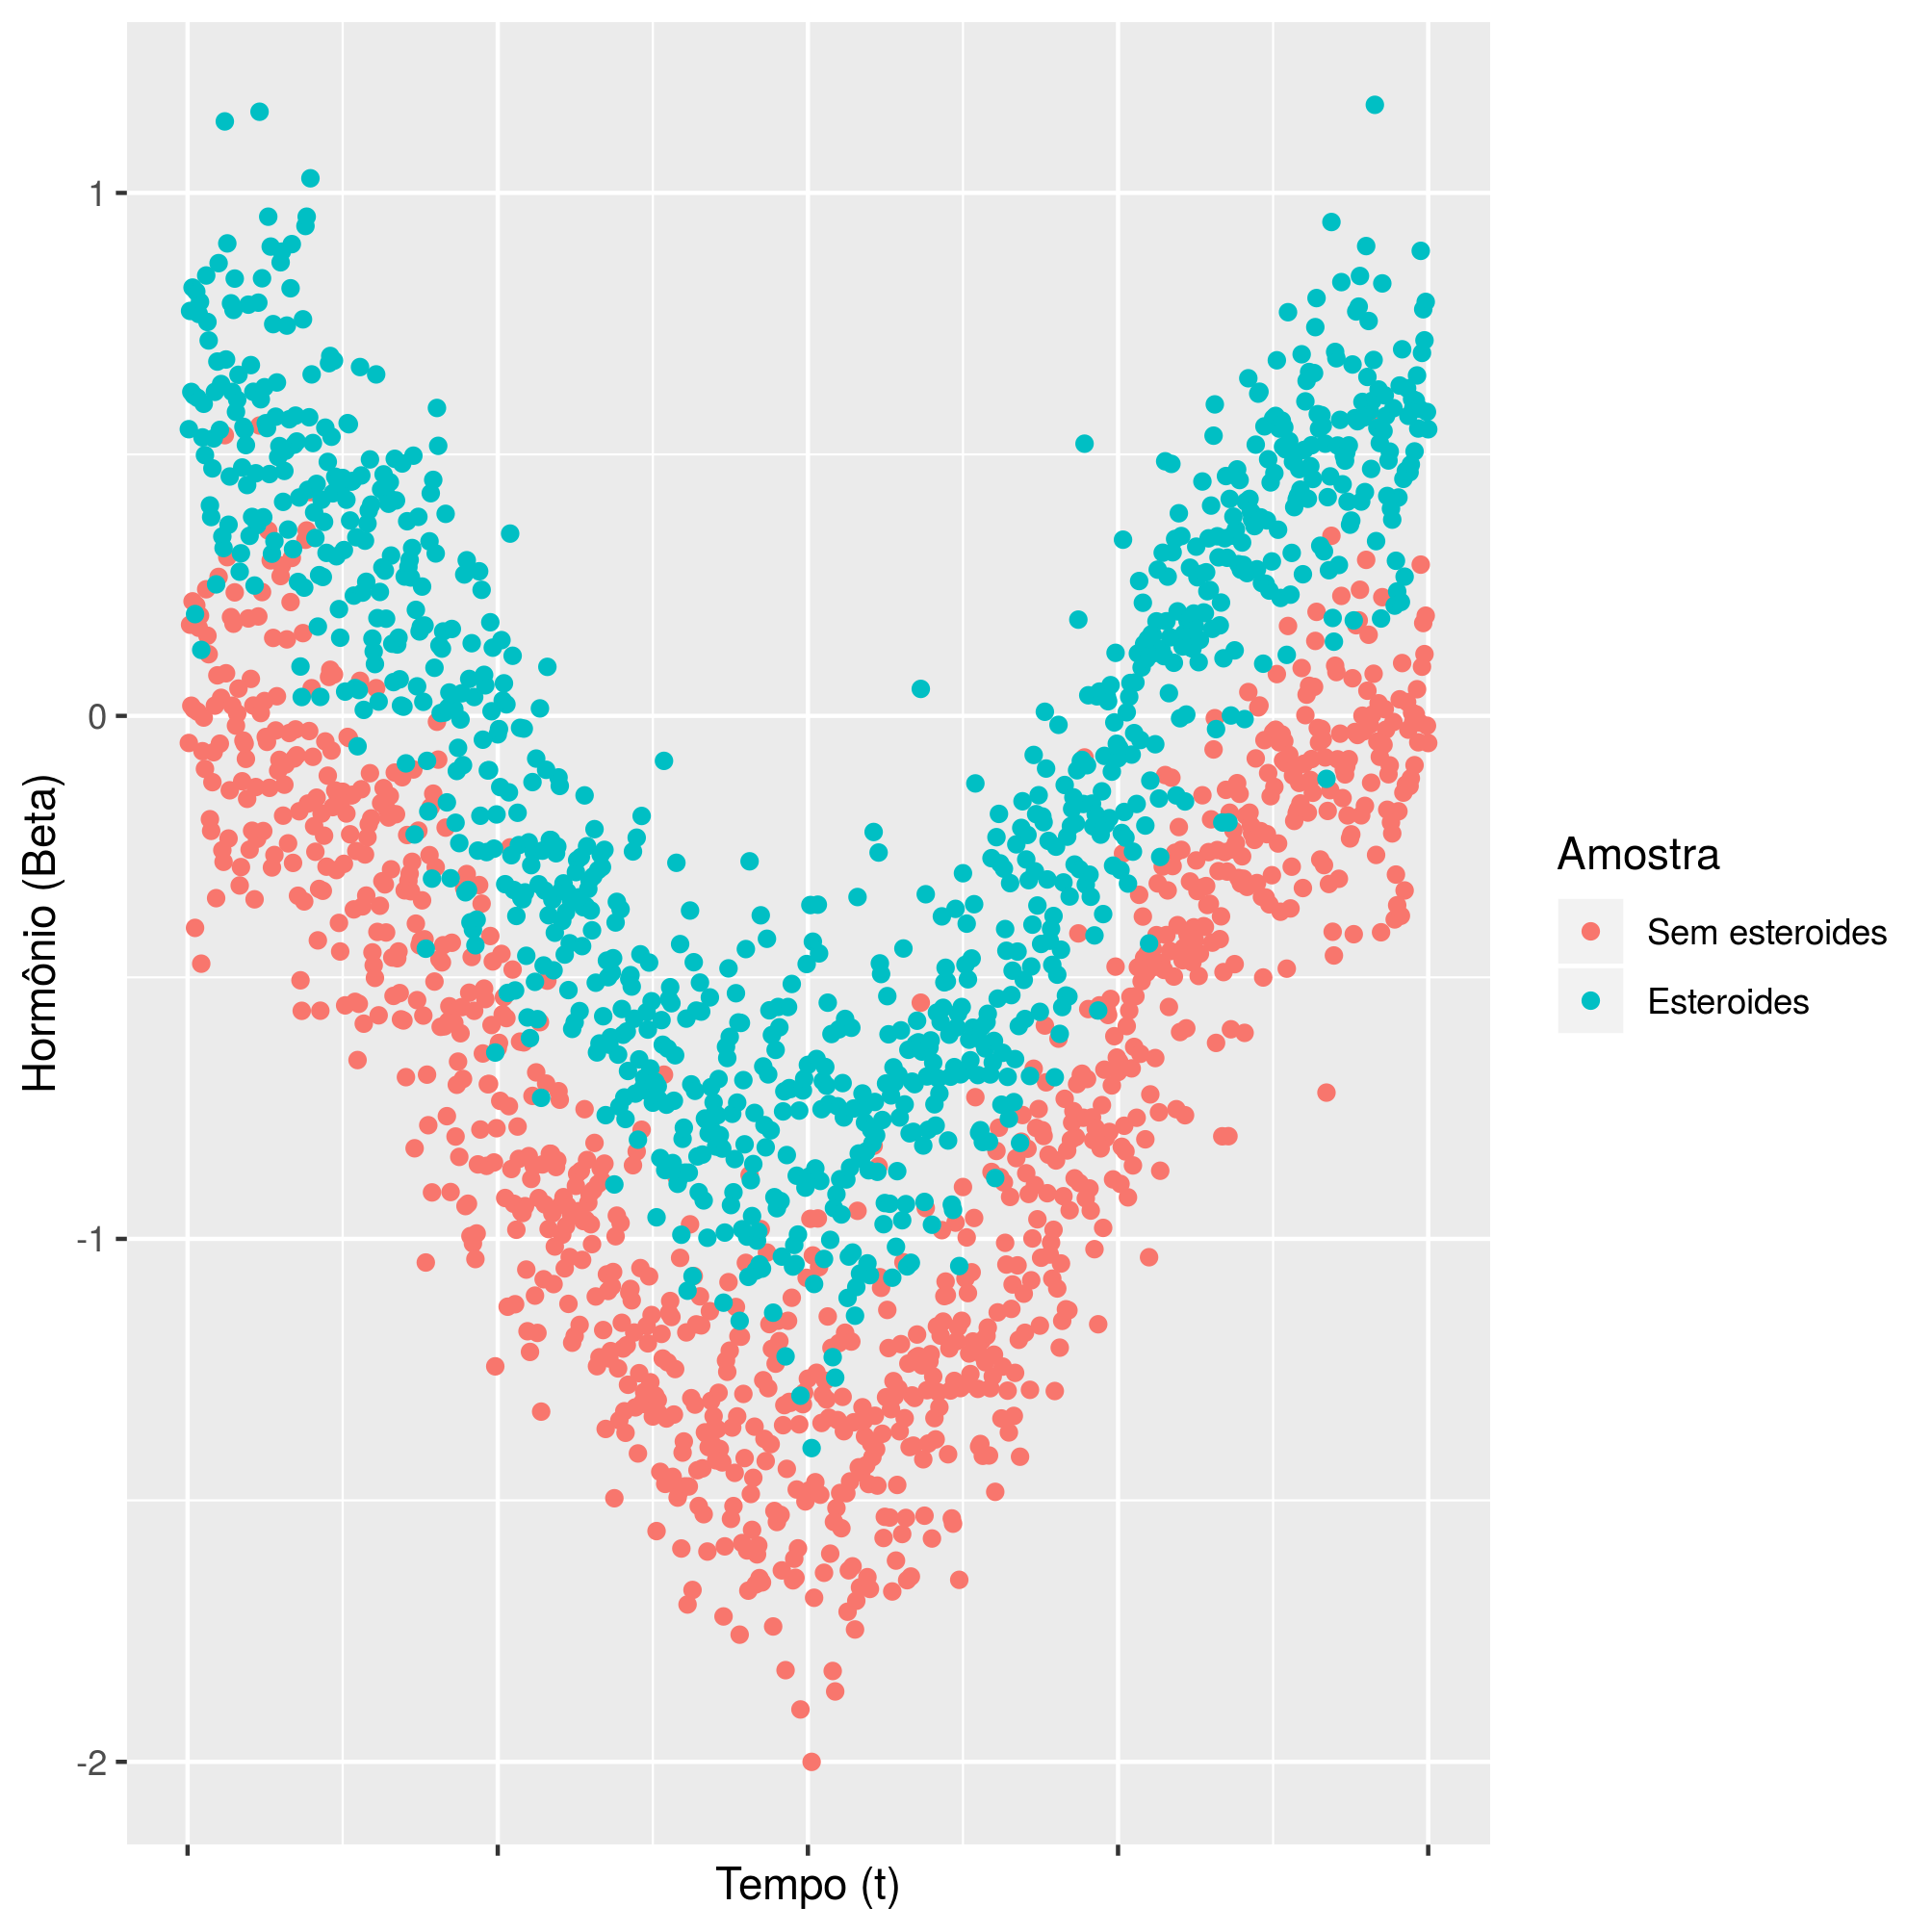 Hormônio (Beta)
1
0
-1
-2
Tempo (t)
Amostra
Sem esteroides
Esteroides